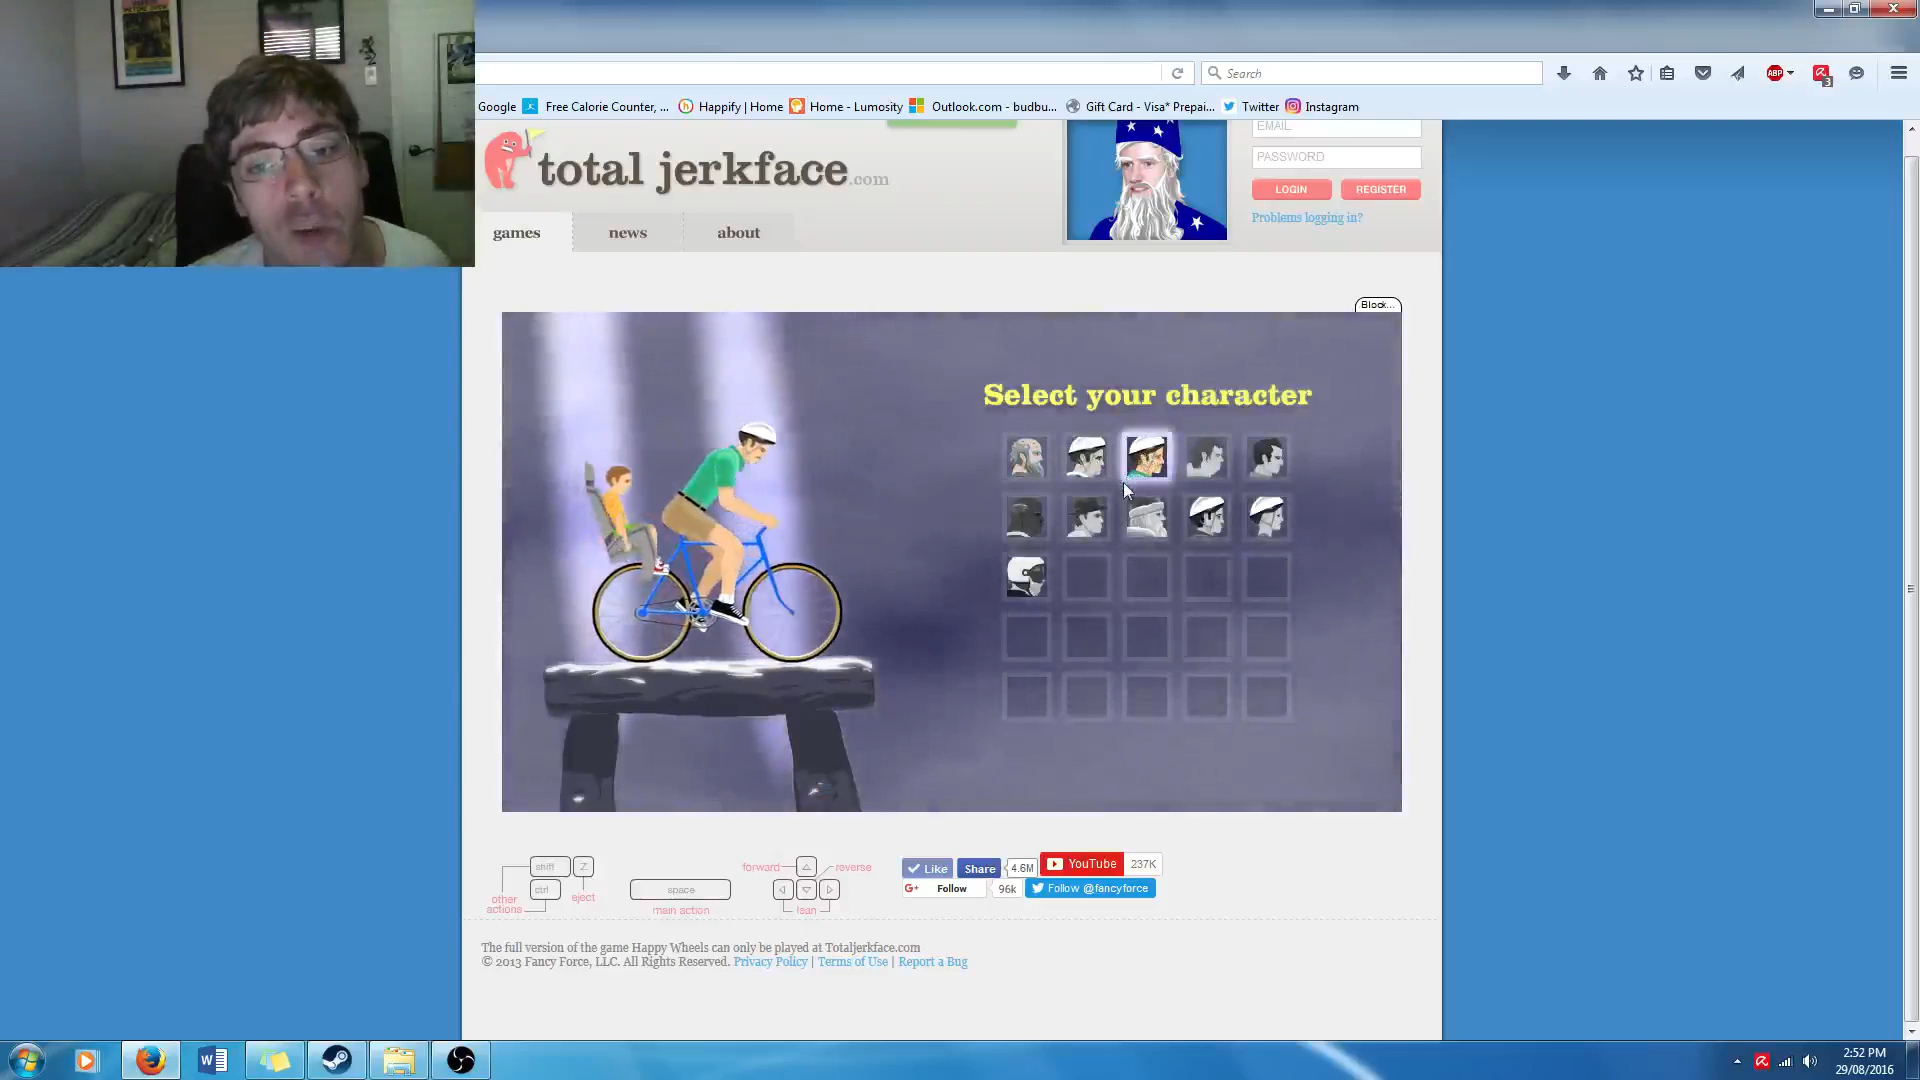 Search
ABP
3
Google
Free Calorie Counter, ...
Happify | Home
Home - Lumosity
Outlook.com - budbu...
Gift Card - Visa* Prepai...
Twitter
Instagram
total jerkface.com
EMAIL
PASSWORD
LOGIN
REGISTER
Problems logging in?
games
news
about
Block...
Select your character
shift
Z
ctrl
other
actions
eject
space
main action
forward
reverse
lean
Like
Share
4.6M
YouTube
237K
G+
Follow
96k
Follow @fancyforce
The full version of the game Happy Wheels can only be played at Totaljerkface.com
© 2013 Fancy Force, LLC. All Rights Reserved. Privacy Policy | Terms of Use | Report a Bug
2:52 PM
29/08/2016